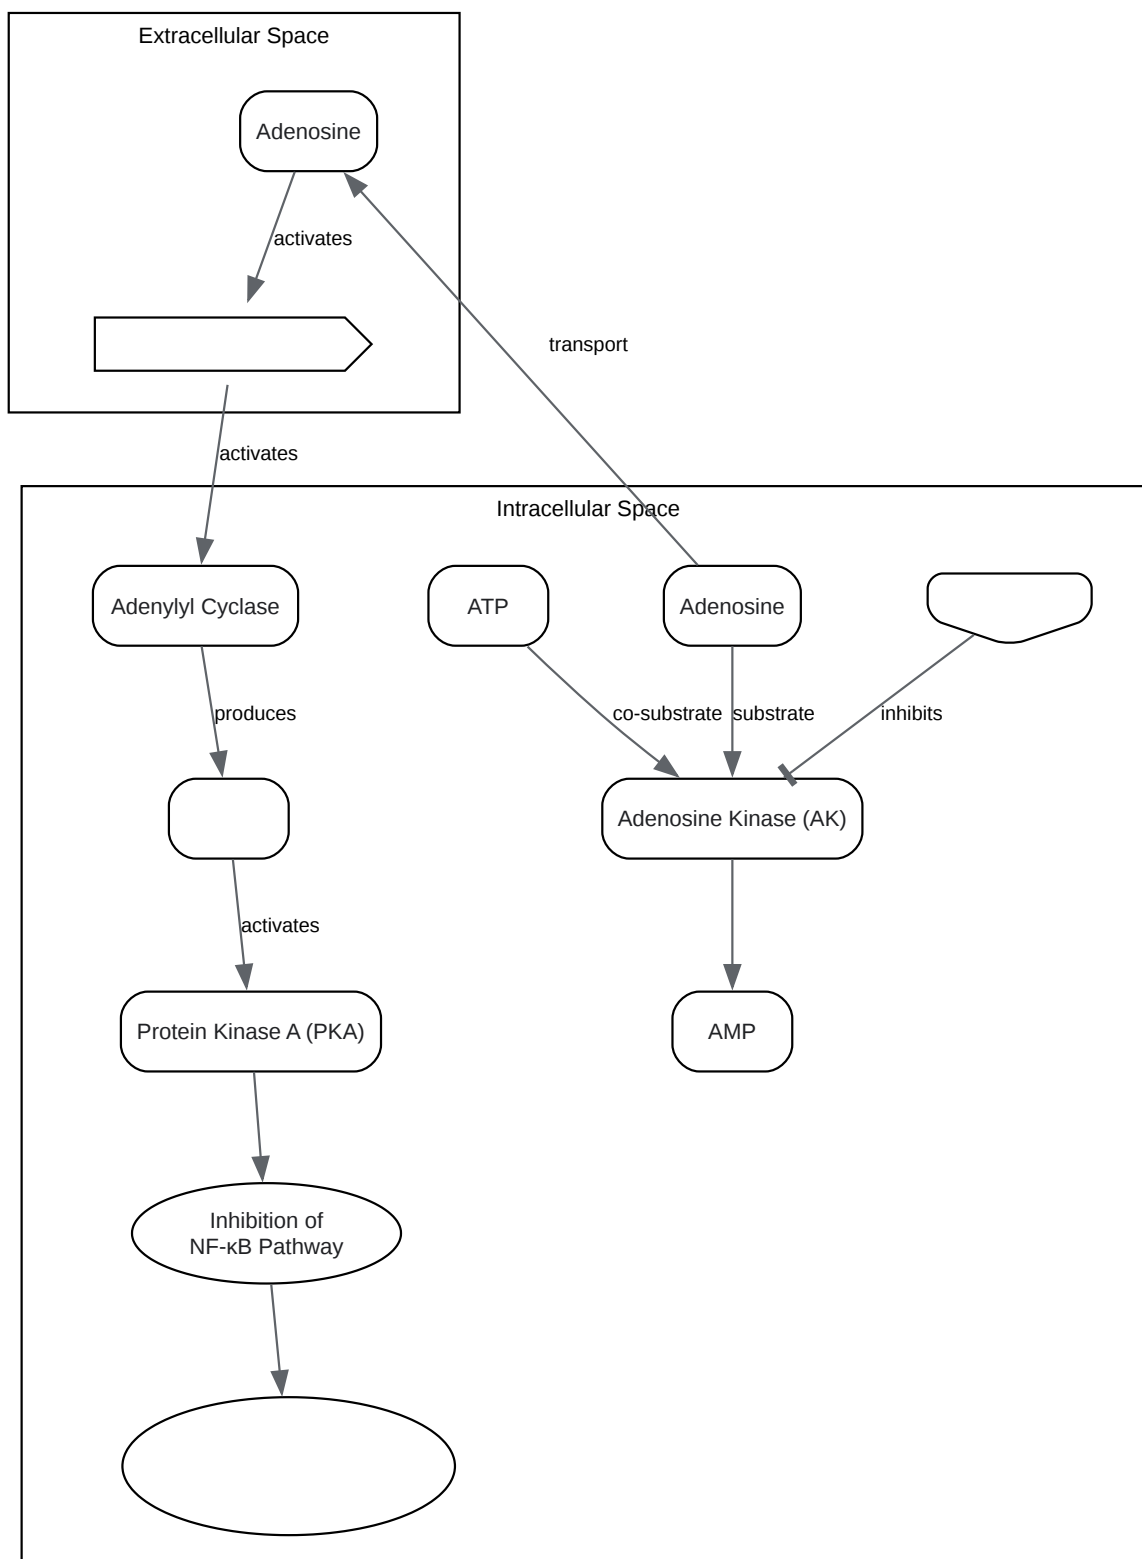 Extracellular Space
Adenosine
activates
transport
activates
Intracellular Space
Adenylyl Cyclase
ATP
Adenosine
produces
co-substrate
substrate
inhibits
Adenosine Kinase (AK)
activates
Protein Kinase A (PKA)
AMP
Inhibition of
NF-κB Pathway